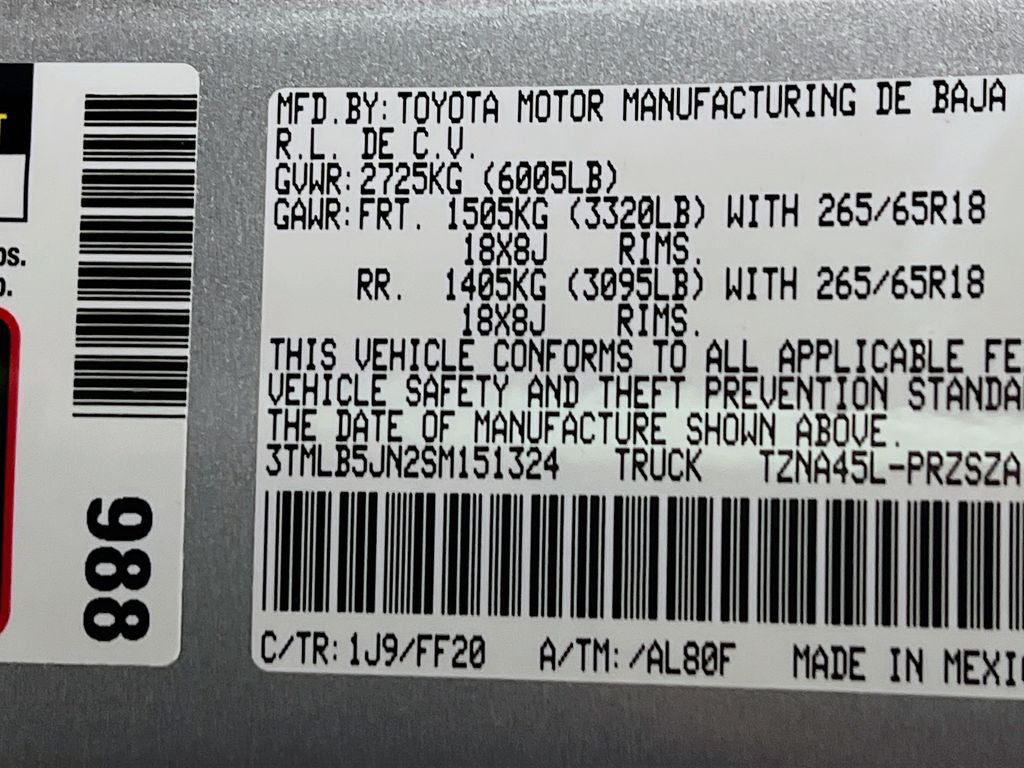 MFD.BY: TOYOTA MOTOR MANUFACTURING DE BAJA
R.L. DE C.V.
GVWR: 2725KG (6005LB)
GAWR: FRT. 1505KG (3320LB) WITH 265/65R18
18X8J RIMS.
RR. 1405KG (3095LB) WITH 265/65R18
18X8J RIMS.
THIS VEHICLE CONFORMS TO ALL APPLICABLE FE
VEHICLE SAFETY AND THEFT PREVENTION STANDA
THE DATE OF MANUFACTURE SHOWN ABOVE.
3TMLB5JN2SM151324 TRUCK TZNA45L-PRZSZA
C/TR: 1J9/FF20 A/TM: /AL80F MADE IN MEXIC
988